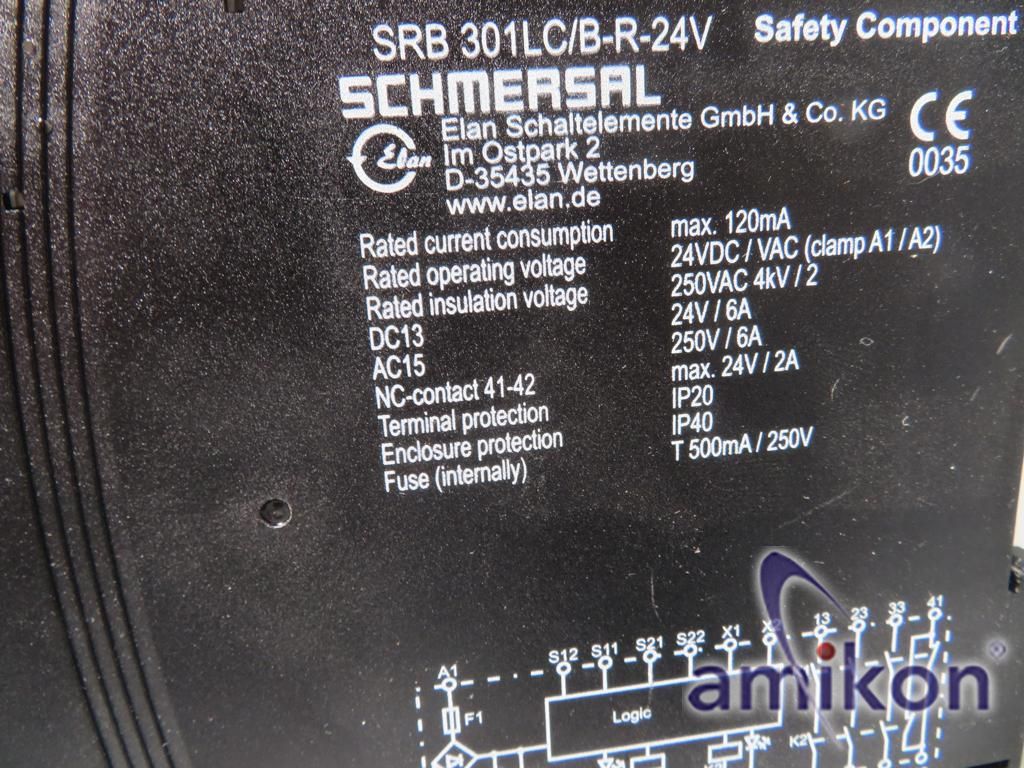 SRB 301LC/B-R-24V Safety Component
SCHMERSAL
Elan
Elan Schaltelemente GmbH & Co. KG
Im Ostpark 2
D-35435 Wettenberg
www.elan.de
CE
0035
Rated current consumption max. 120mA
Rated operating voltage 24VDC / VAC (clamp A1 / A2)
Rated insulation voltage 250VAC 4kV / 2
DC13 24V / 6A
AC15 250V / 6A
NC-contact 41-42 max. 24V / 2A
Terminal protection IP20
Enclosure protection IP40
Fuse (internally) T 500mA / 250V
A1 S12 S11 S21 S22 X1 X2 13 23 33 41
F1
Logic
K2
amikon®